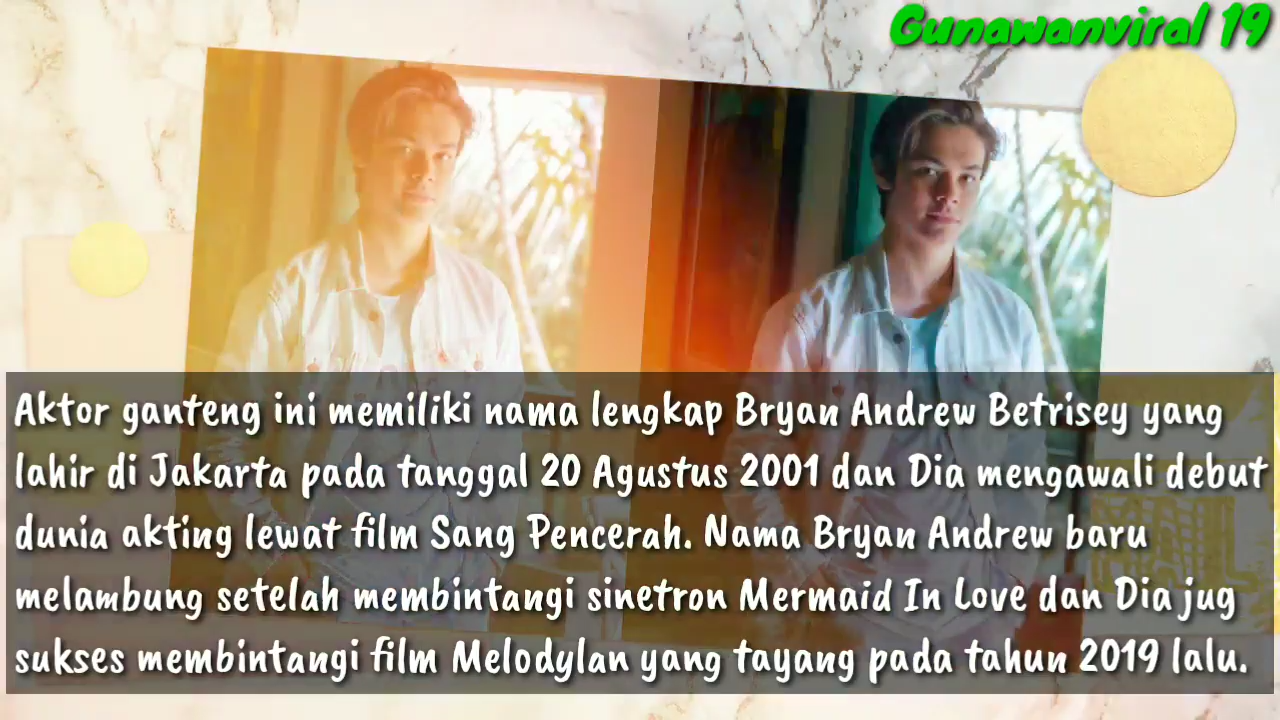 Gunawanviral 19
Aktor ganteng ini memiliki nama lengkap Bryan Andrew Betrisey yang
lahir di Jakarta pada tanggal 20 Agustus 2001 dan Dia mengawali debut
dunia akting lewat film Sang Pencerah. Nama Bryan Andrew baru
melambung setelah membintangi sinetron Mermaid In Love dan Dia jug
sukses membintangi film Melodylan yang tayang pada tahun 2019 lalu.